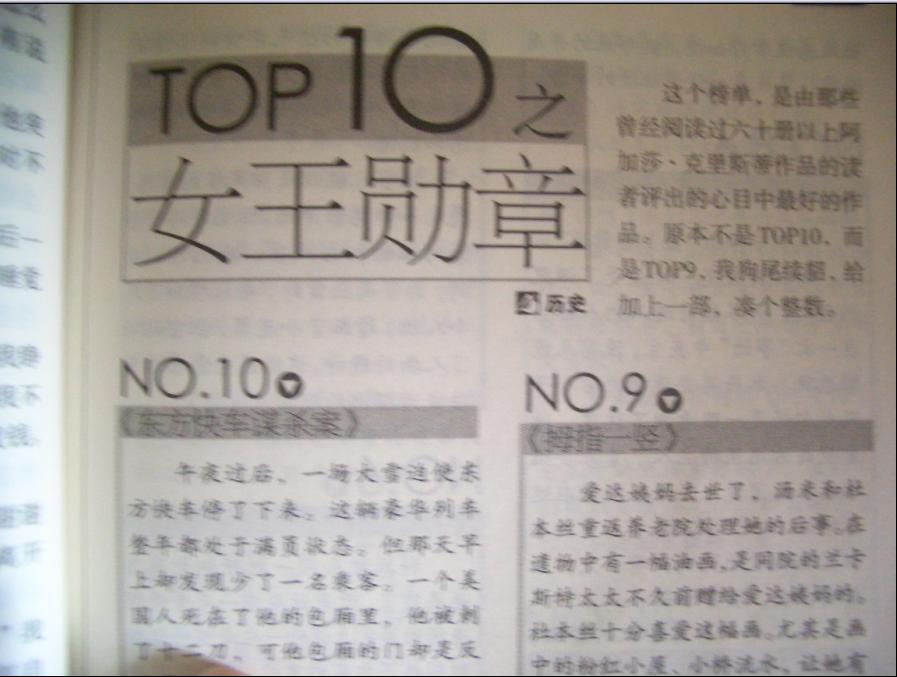 TOP 10 之
女王勋章
历史
这个榜单，是由那些
曾经阅读过六十册以上阿
加莎·克里斯蒂作品的读
者评出的心目中最好的作
品。原本不是TOP10，而
是TOP9，我狗尾续貂，给
加上一部，凑个整数。
NO.10
《东方快车谋杀案》
午夜过后，一场大雪迫使东
方快车停了下来。这辆豪华列车
整年都处于满员状态。但那天早
上却发现少了一名乘客。一个美
国人死在了他的包厢里，他被刺
了十二刀，可他包厢的门却是反
NO.9
《拇指一竖》
爱达姨妈去世了，汤米和杜
本丝重返养老院处理她的后事。在
遗物中有一幅油画，是同院的兰卡
斯特太太不久前赠给爱达姨妈的。
杜本丝十分喜爱这幅画。尤其是画
中的粉红小屋、小桥流水，让她有